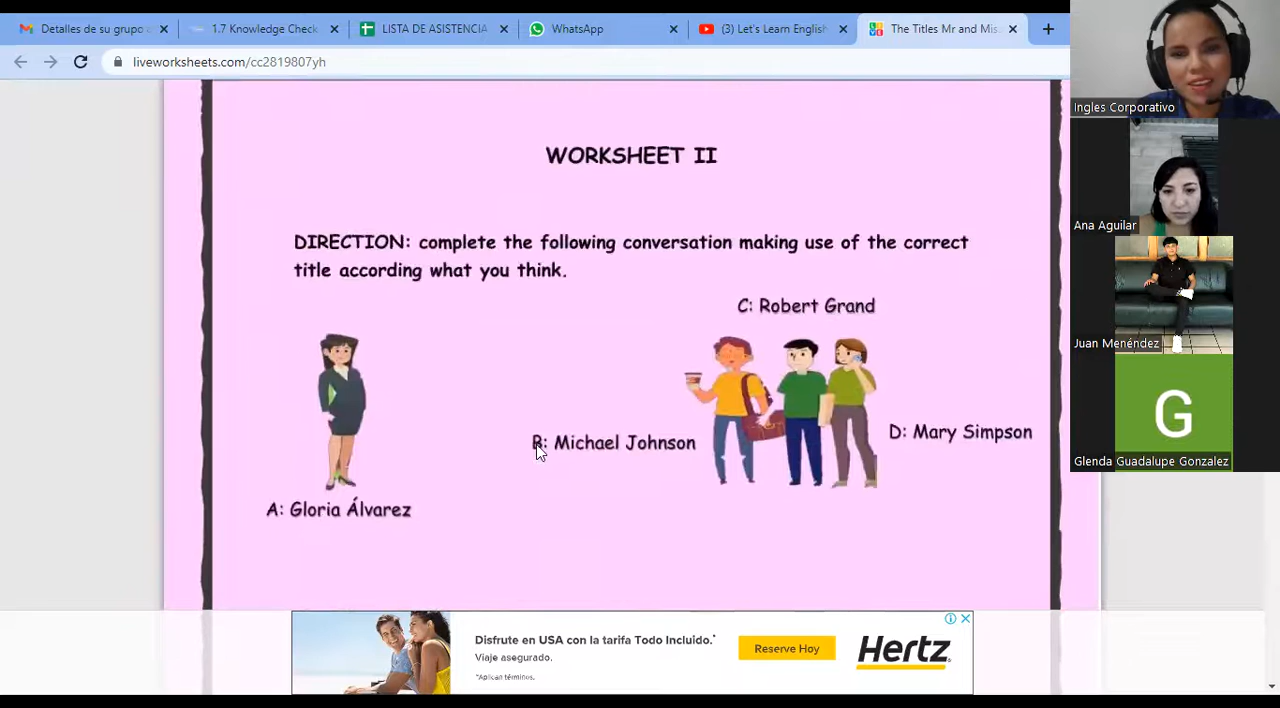 Detalles de su grupo
1.7 Knowledge Check
LISTA DE ASISTENCIA
WhatsApp
(3) Let's Learn English
The Titles Mr and Mis
liveworksheets.com/cc2819807yh
Ingles Corporativo
Ana Aguilar
Juan Menéndez
G
Glenda Guadalupe Gonzalez
WORKSHEET II
DIRECTION: complete the following conversation making use of the correct
title according what you think.
C: Robert Grand
B: Michael Johnson
D: Mary Simpson
A: Gloria Álvarez
Disfrute en USA con la tarifa Todo Incluido.*
Viaje asegurado.
*Aplican términos.
Reserve Hoy
Hertz